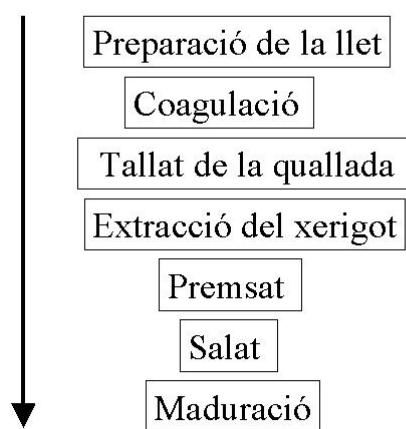 Preparació de la llet
Coagulació
Tallat de la quallada
Extracció del xerigot
Premsat
Salat
Maduració